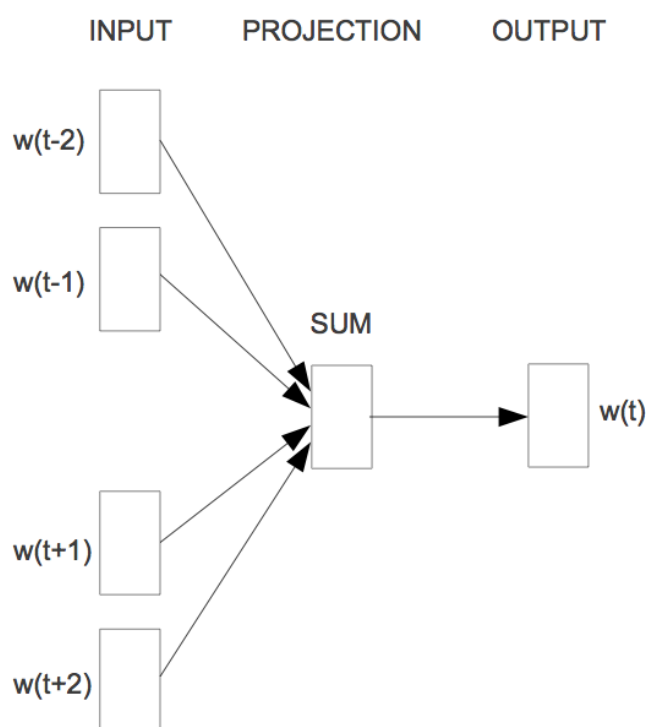 INPUT PROJECTION OUTPUT
w(t-2)
w(t-1)
SUM
w(t)
w(t+1)
w(t+2)